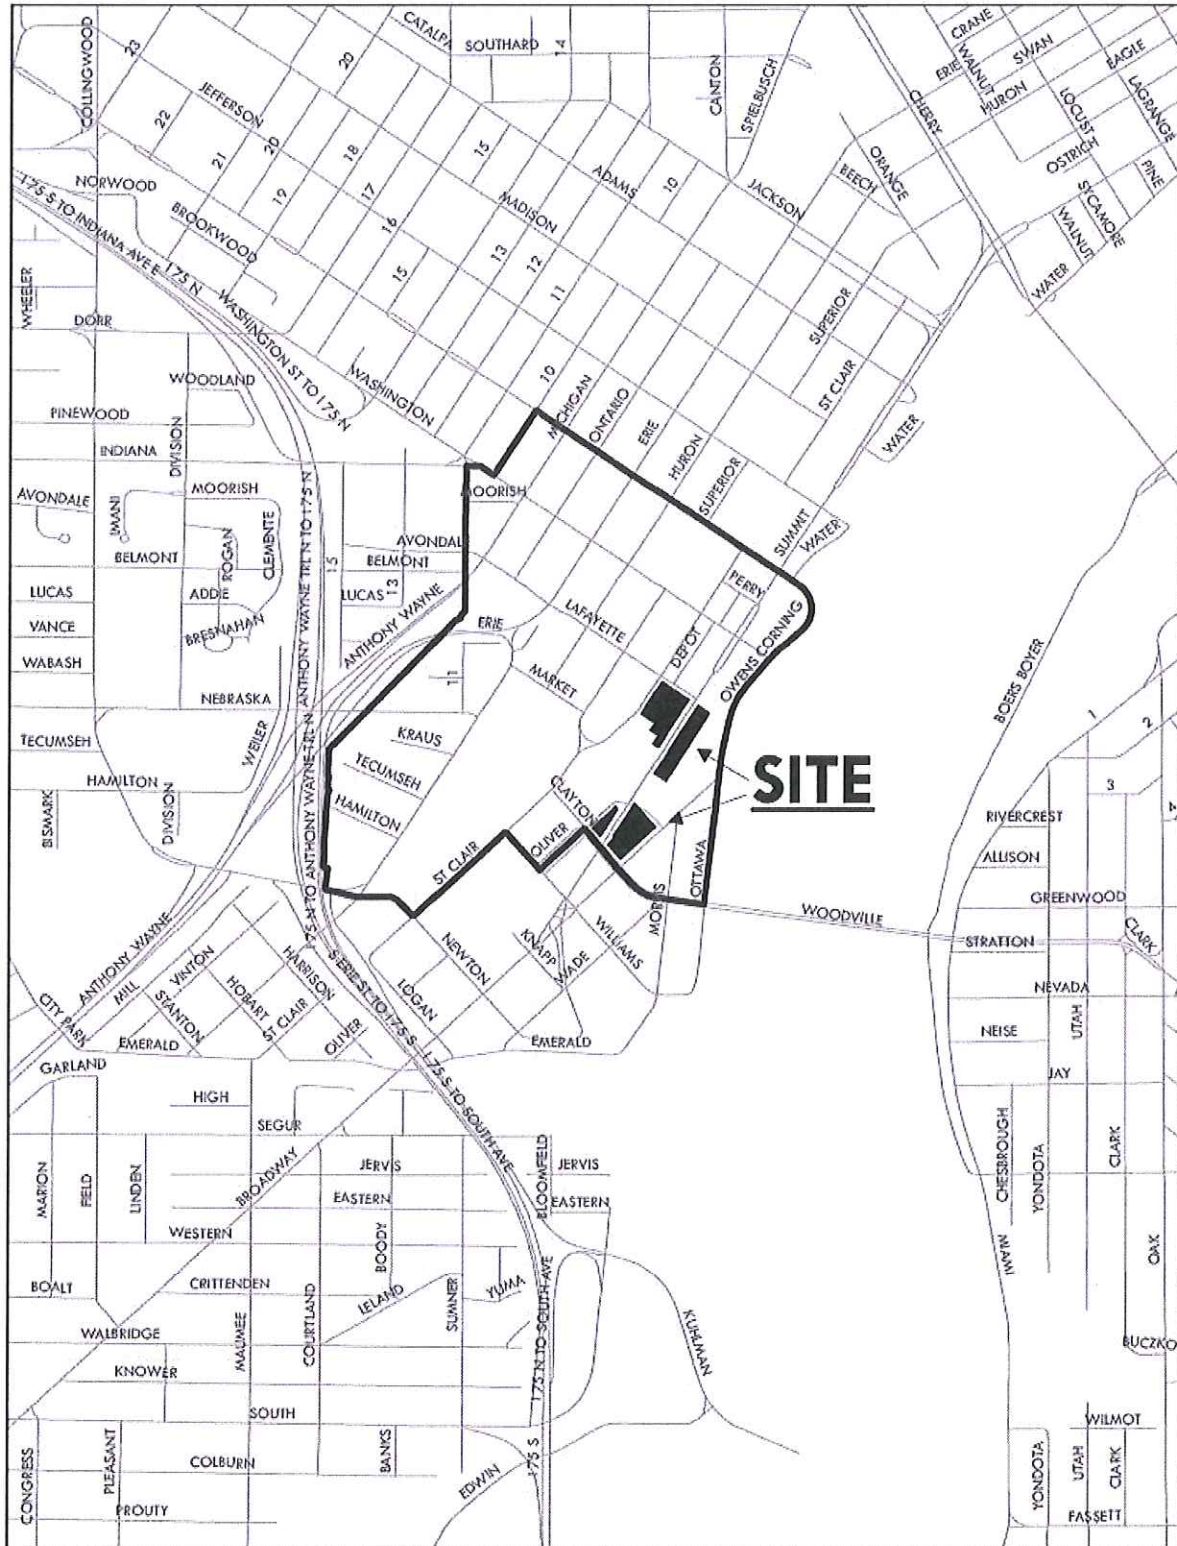 CATALPA
SOUTHARD
14
COLLINGWOOD
23
20
JEFFERSON
22
21
20
18
19
17
16
15
CANTON
SPIELBUSCH
CRANE
ERIE
WALNUT
SWAN
EAGLE
HURON
LOCUST
LAGRANGE
CHERRY
OSTRICH
PINE
ORANGE
BEECH
SYCAMORE
WALNUT
WATER
ADAMS
10
JACKSON
MADISON
NORWOOD
I 75 S TO INDIANA AVE E
I 75 N
BROOKWOOD
15
13
12
11
WHEELER
DORR
WASHINGTON ST TO I 75 N
WASHINGTON
SUPERIOR
ST CLAIR
WATER
10
MICHIGAN
ONTARIO
ERIE
HURON
SUPERIOR
SUMMIT
WATER
WOODLAND
PINEWOOD
DIVISION
INDIANA
MOORISH
MOORISH
AVONDALE
IMANI
ROGAN
CLEMENTE
BELMONT
LUCAS
ADDIE
VANCE
BRESNAHAN
WABASH
NEBRASKA
15
AVONDAL
BELMONT
LUCAS
13
ANTHONY WAYNE
ERIE
LAFAYETTE
PERRY
DEPOT
OWENS CORNING
MARKET
11
BOERS BOYER
1
2
3
4
TECUMSEH
WEILER
HAMILTON
BISMARK
DIVISION
I 75 N TO ANTHONY WAYNE TRL N
ANTHONY WAYNE TRL N TO I 75 N
KRAUS
TECUMSEH
HAMILTON
CLAYTON
SITE
OLIVER
ST CLAIR
MORRIS
OTTAWA
WOODVILLE
RIVERCREST
ALLISON
GREENWOOD
STRATTON
CLARK
NEVADA
UTAH
NEISE
JAY
ANTHONY WAYNE
CITY PARK
MILL
VINTON
STANTON
HARRISON
HOBART
ST CLAIR
OLIVER
EMERALD
S ERIE ST TO I 75 S
LOGAN
NEWTON
KNAPP
WADE
WILLIAMS
EMERALD
GARLAND
HIGH
SEGUR
I 75 S TO SOUTH AVE
BROADWAY
MARION
FIELD
LINDEN
JERVIS
EASTERN
BLOOMFIELD
JERVIS
EASTERN
WESTERN
BOODY
CRITTENDEN
LELAND
SUMNER
YUMA
BOALT
WALBRIDGE
MAUMEE
COURTLAND
KNOWER
I 75 N TO SOUTH AVE
KUHLMAN
CHESBROUGH
YONDOTA
CLARK
MIAMI
OAK
BUCZKO
SOUTH
CONGRESS
PLEASANT
COLBURN
BANKS
EDWIN
I 75 S
PROUTY
WILMOT
YONDOTA
UTAH
CLARK
FASSETT